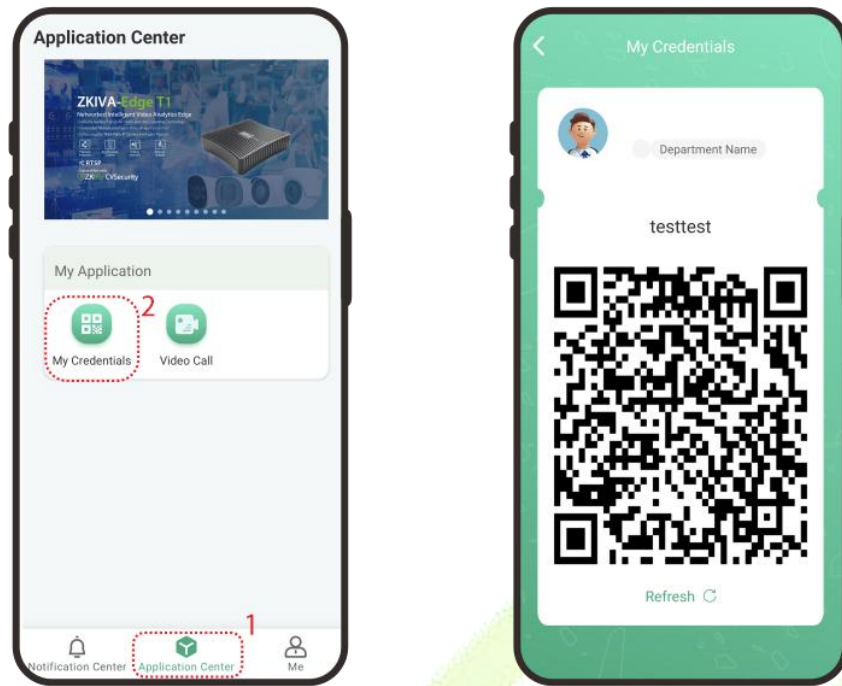 Application Center
ZKIVA-Edge T1
Networked Intelligent Video Analytics Edge
RTSP
CVSecurity
My Application
2
My Credentials
Video Call
1
Notification Center
Application Center
Me
My Credentials
Department Name
testtest
Refresh